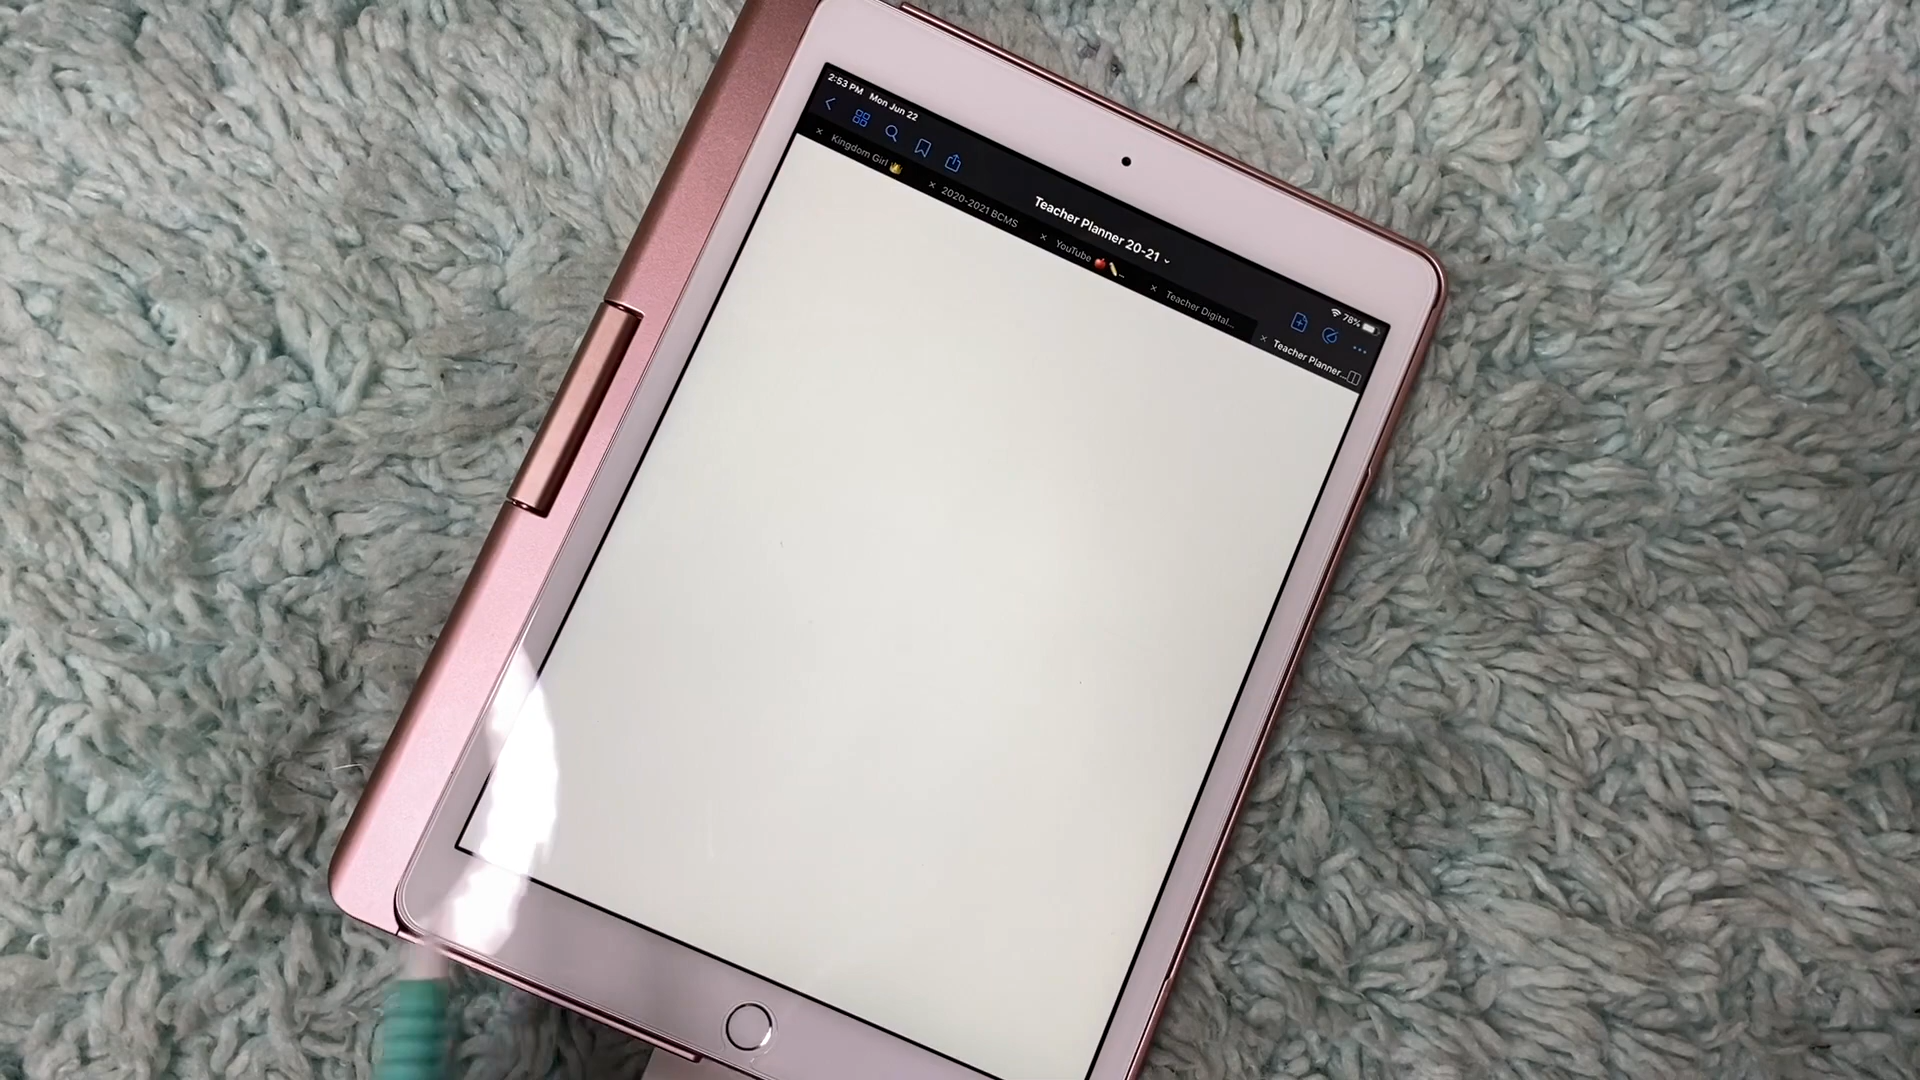 2:53 PM Mon Jun 22
78%
Teacher Planner 20-21
Kingdom Girl
2020-2021 BCMS
YouTube 🍎✏️...
Teacher Digital...
Teacher Planner...